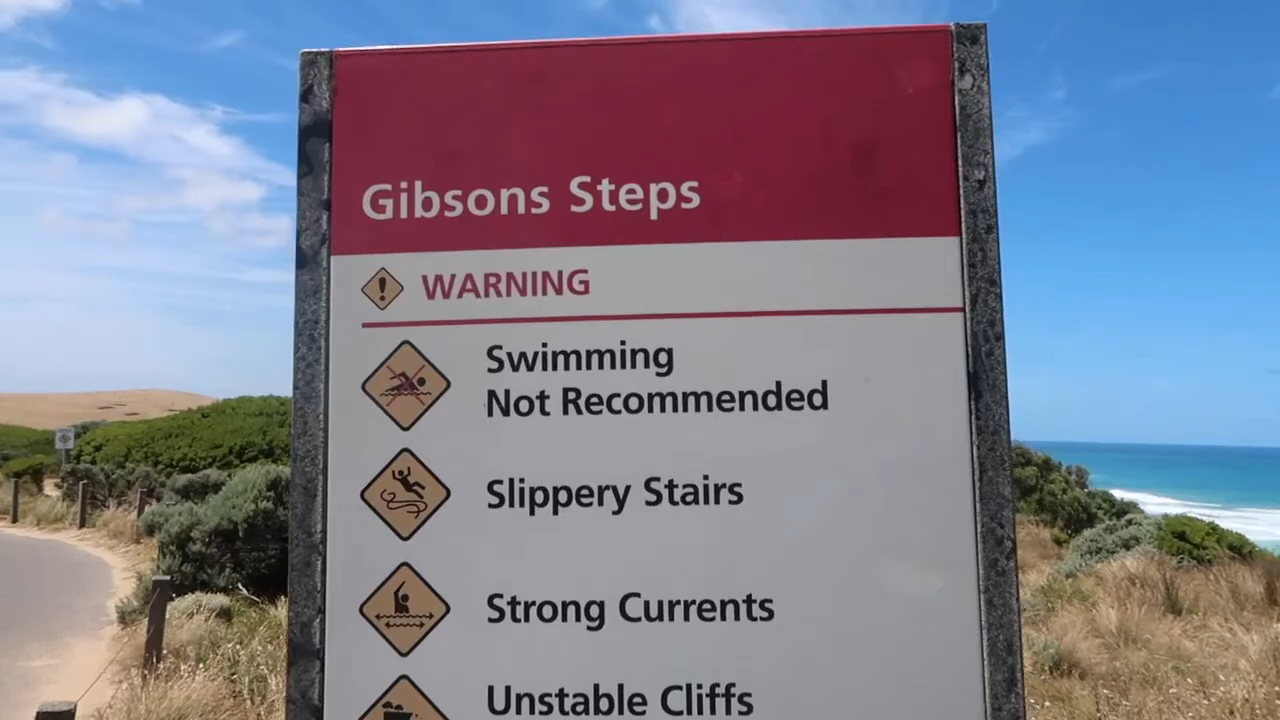 Gibsons Steps
WARNING
Swimming
Not Recommended
Slippery Stairs
Strong Currents
Unstable Cliffs